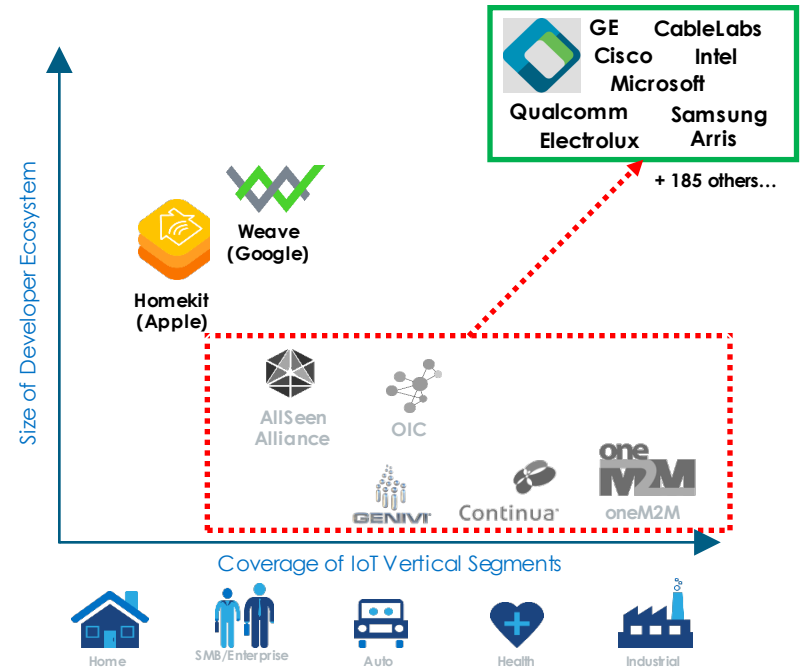 GE CableLabs
Cisco Intel
Microsoft
Qualcomm Samsung
Electrolux Arris
+ 185 others...
Size of Developer Ecosystem
Weave
(Google)
Homekit
(Apple)
AllSeen
Alliance
OIC
GENIVI
Continua
one
M2M
oneM2M
Coverage of IoT Vertical Segments
Home
SMB/Enterprise
Auto
Health
Industrial